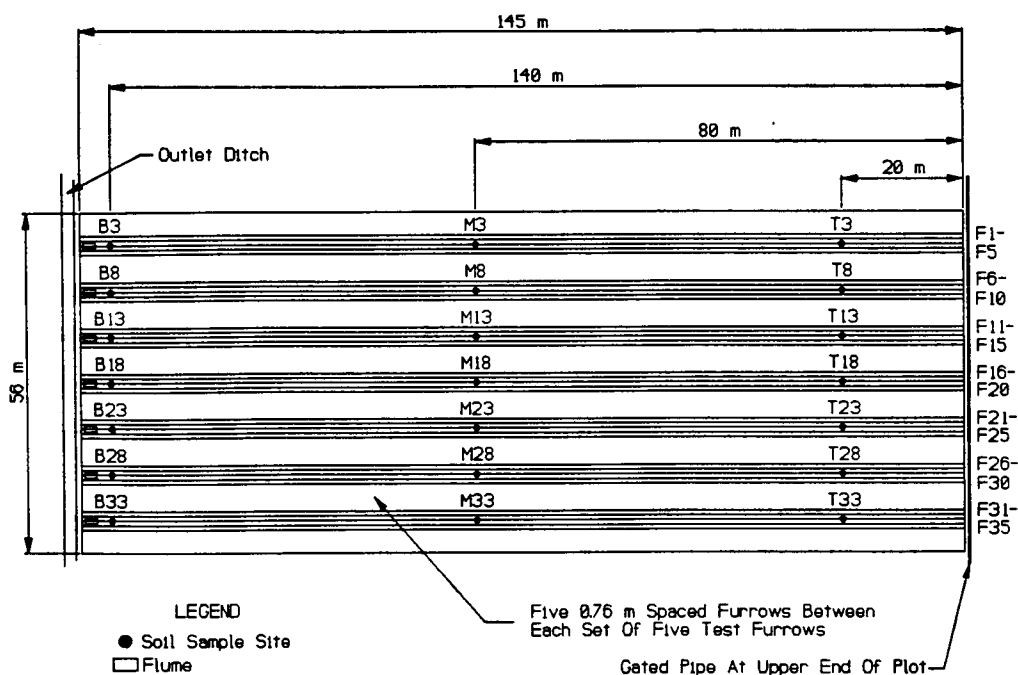 145 m
140 m
80 m
20 m
Outlet Ditch
56 m
B3 M3 T3 F1-
F5
B8 M8 T8 F6-
F10
B13 M13 T13 F11-
F15
B18 M18 T18 F16-
F20
B23 M23 T23 F21-
F25
B28 M28 T28 F26-
F30
B33 M33 T33 F31-
F35
LEGEND
Soil Sample Site
Flume
Five 0.76 m Spaced Furrows Between
Each Set Of Five Test Furrows
Gated Pipe At Upper End Of Plot